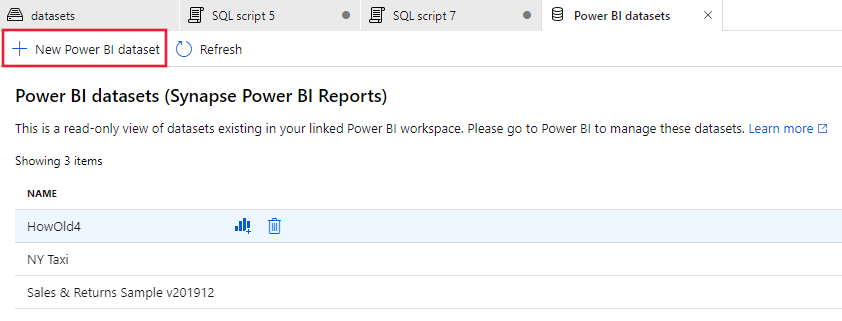 datasets
SQL script 5
SQL script 7
Power BI datasets
New Power BI dataset
Refresh
Power BI datasets (Synapse Power BI Reports)
This is a read-only view of datasets existing in your linked Power BI workspace. Please go to Power BI to manage these datasets. Learn more
Showing 3 items
NAME
HowOld4
NY Taxi
Sales & Returns Sample v201912